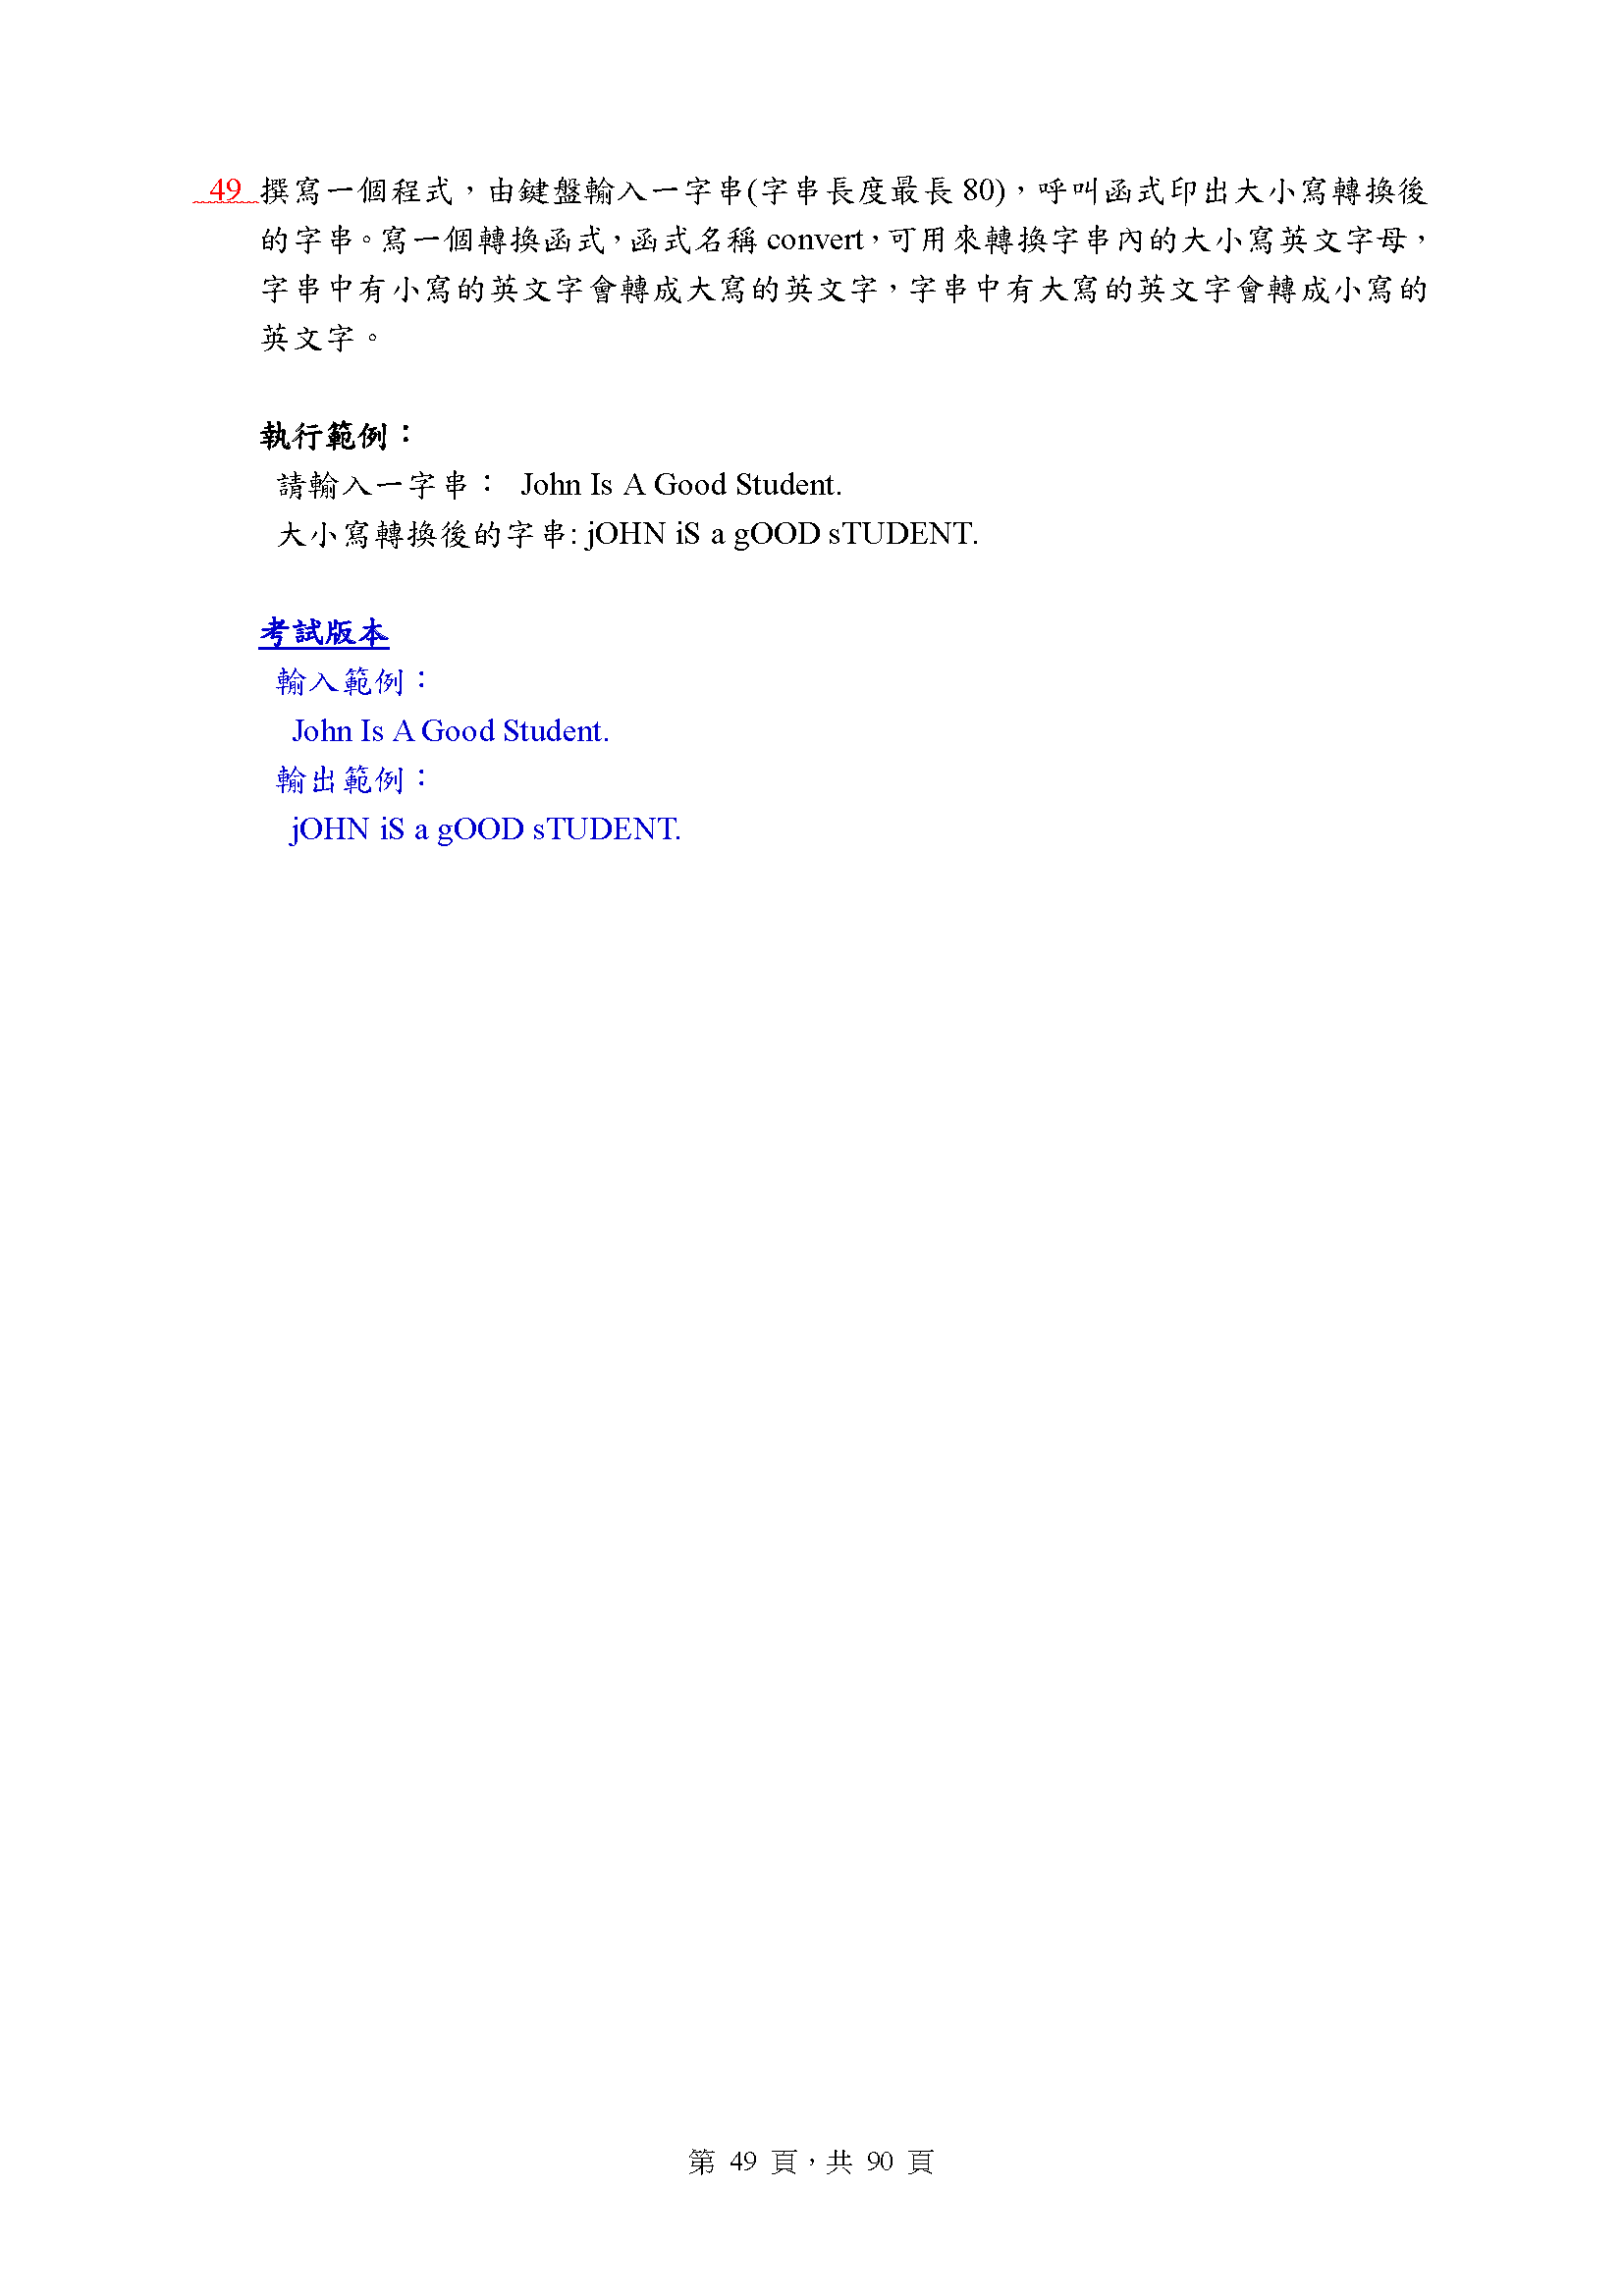 49 撰寫一個程式，由鍵盤輸入一字串(字串長度最長 80)，呼叫函式印出大小寫轉換後
的字串。寫一個轉換函式，函式名稱 convert，可用來轉換字串內的大小寫英文字母，
字串中有小寫的英文字會轉成大寫的英文字，字串中有大寫的英文字會轉成小寫的
英文字。
執行範例：
請輸入一字串： John Is A Good Student.
大小寫轉換後的字串: jOHN iS a gOOD sTUDENT.
考試版本
輸入範例：
John Is A Good Student.
輸出範例：
jOHN iS a gOOD sTUDENT.
第 49 頁，共 90 頁